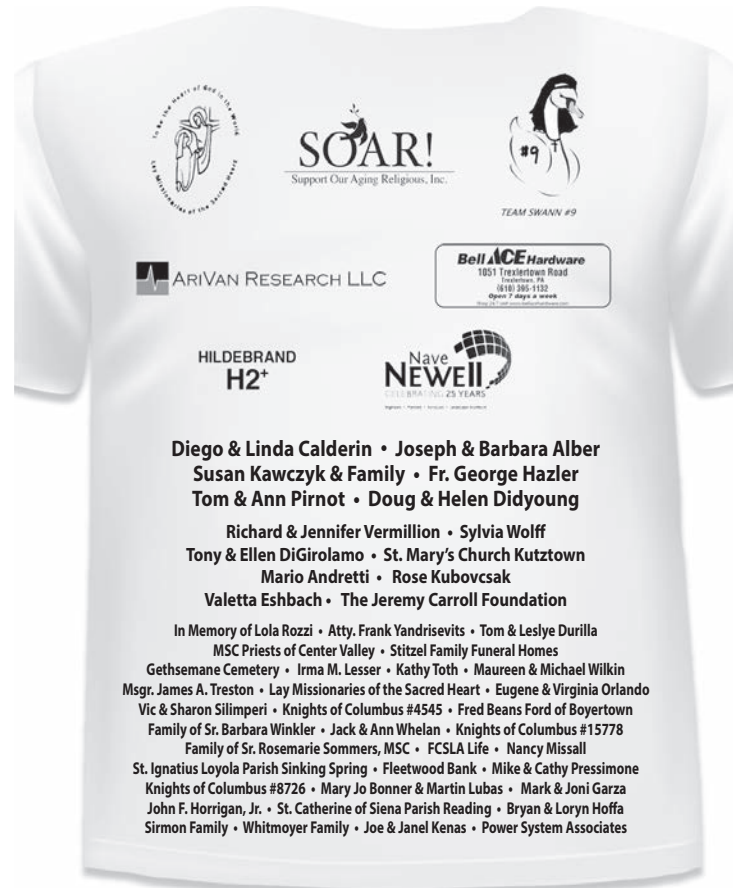 To Be the Heart of God in the World
Lay Missionaries of the Sacred Heart
SOAR!
Support Our Aging Religious, Inc.
#9
TEAM SWANN #9
ARIVAN RESEARCH LLC
Bell ACE Hardware
1051 Trexlertown Road
Trexlertown, PA
(610) 395-1132
Open 7 days a week
HILDEBRAND
H2+
Nave
NEWEll
CELEBRATING 25 YEARS
Diego & Linda Calderin • Joseph & Barbara Alber
Susan Kawczyk & Family • Fr. George Hazler
Tom & Ann Pirnot • Doug & Helen Didyoung
Richard & Jennifer Vermillion • Sylvia Wolff
Tony & Ellen DiGirolamo • St. Mary's Church Kutztown
Mario Andretti • Rose Kubovcsak
Valetta Eshbach • The Jeremy Carroll Foundation
In Memory of Lola Rozzi • Atty. Frank Yandrisevits • Tom & Leslye Durilla
MSC Priests of Center Valley • Stitzel Family Funeral Homes
Gethsemane Cemetery • Irma M. Lesser • Kathy Toth • Maureen & Michael Wilkin
Msgr. James A. Treston • Lay Missionaries of the Sacred Heart • Eugene & Virginia Orlando
Vic & Sharon Silimperi • Knights of Columbus #4545 • Fred Beans Ford of Boyertown
Family of Sr. Barbara Winkler • Jack & Ann Whelan • Knights of Columbus #15778
Family of Sr. Rosemarie Sommers, MSC • FCSLA Life • Nancy Missall
St. Ignatius Loyola Parish Sinking Spring • Fleetwood Bank • Mike & Cathy Pressimone
Knights of Columbus #8726 • Mary Jo Bonner & Martin Lubas • Mark & Joni Garza
John F. Horrigan, Jr. • St. Catherine of Siena Parish Reading • Bryan & Loryn Hoffa
Sirmon Family • Whitmoyer Family • Joe & Janel Kenas • Power System Associates